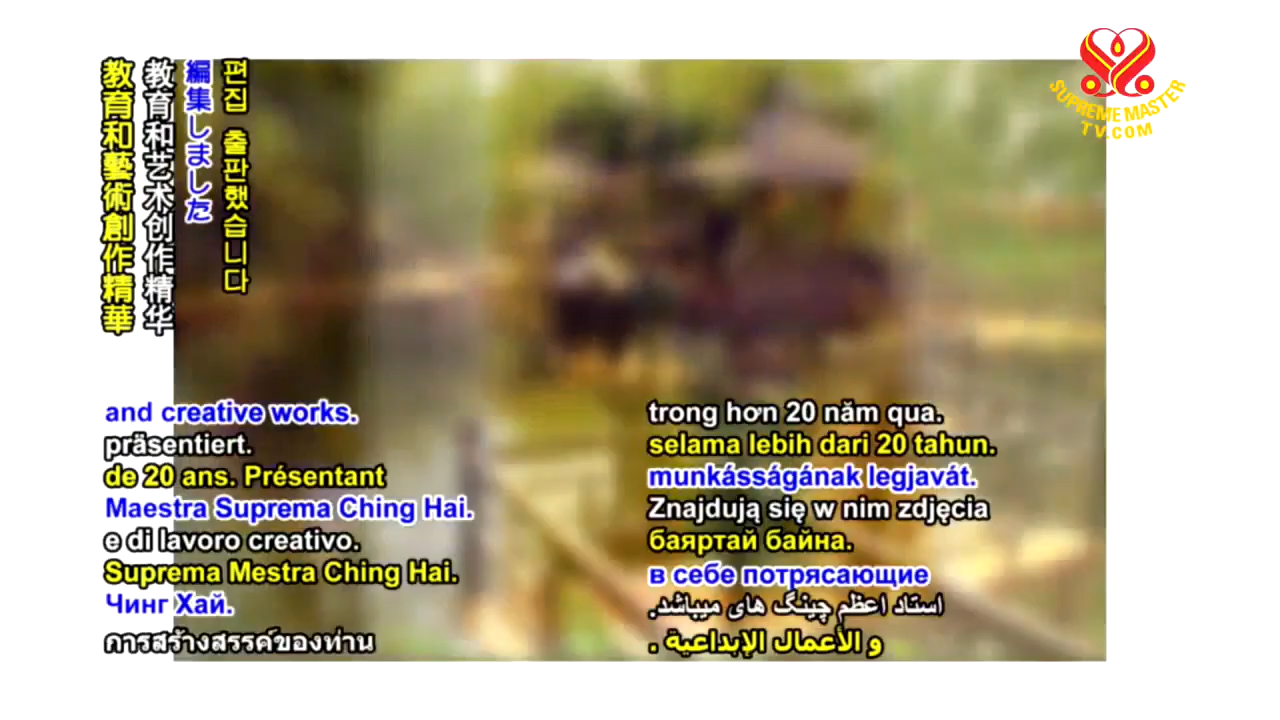 教育和藝術創作精華
教育和艺术创作精华
編集しました
편집 출판했습니다
SUPREME MASTER
TV.COM
and creative works.
präsentiert.
de 20 ans. Présentant
Maestra Suprema Ching Hai.
e di lavoro creativo.
Suprema Mestra Ching Hai.
Чинг Хай.
การสร้างสรรค์ของท่าน
trong hơn 20 năm qua.
selama lebih dari 20 tahun.
munkásságának legjavát.
Znajdują się w nim zdjęcia
баяртай байна.
в себе потрясающие
استاد اعظم چینگ های میباشد.
و الأعمال الإبداعية .